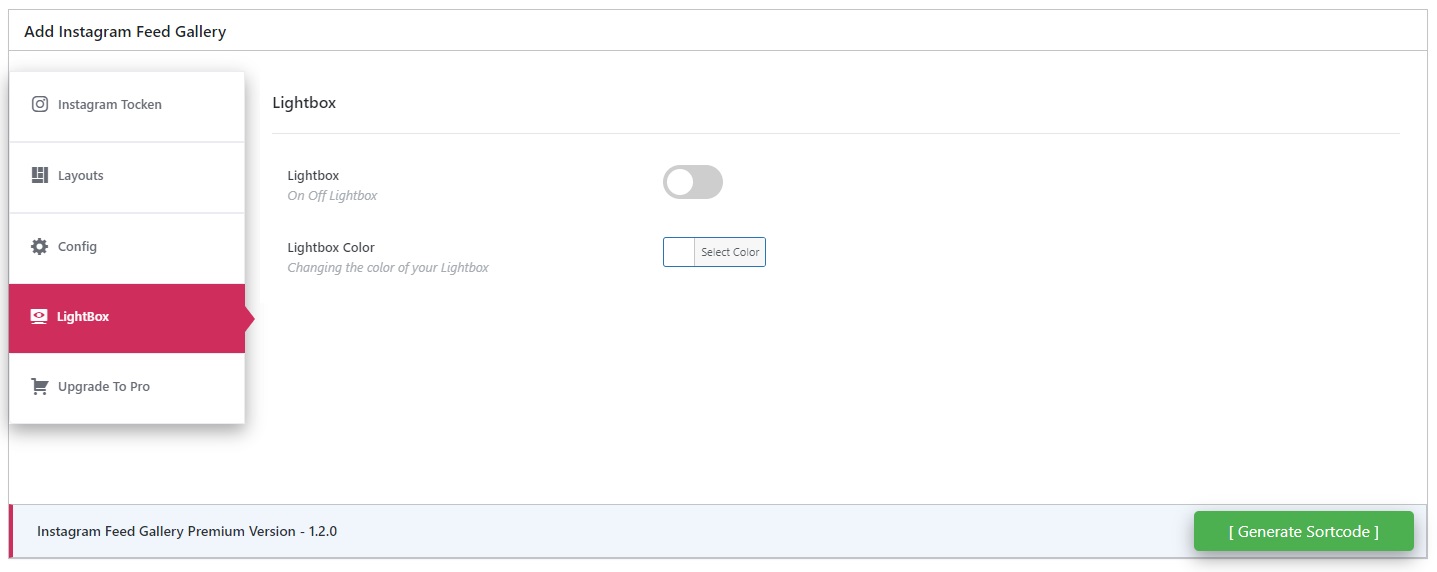 Add Instagram Feed Gallery
Instagram Tocken
Layouts
Config
LightBox
Upgrade To Pro
Lightbox
Lightbox
On Off Lightbox
Lightbox Color
Changing the color of your Lightbox
Select Color
Instagram Feed Gallery Premium Version - 1.2.0
[ Generate Sortcode ]